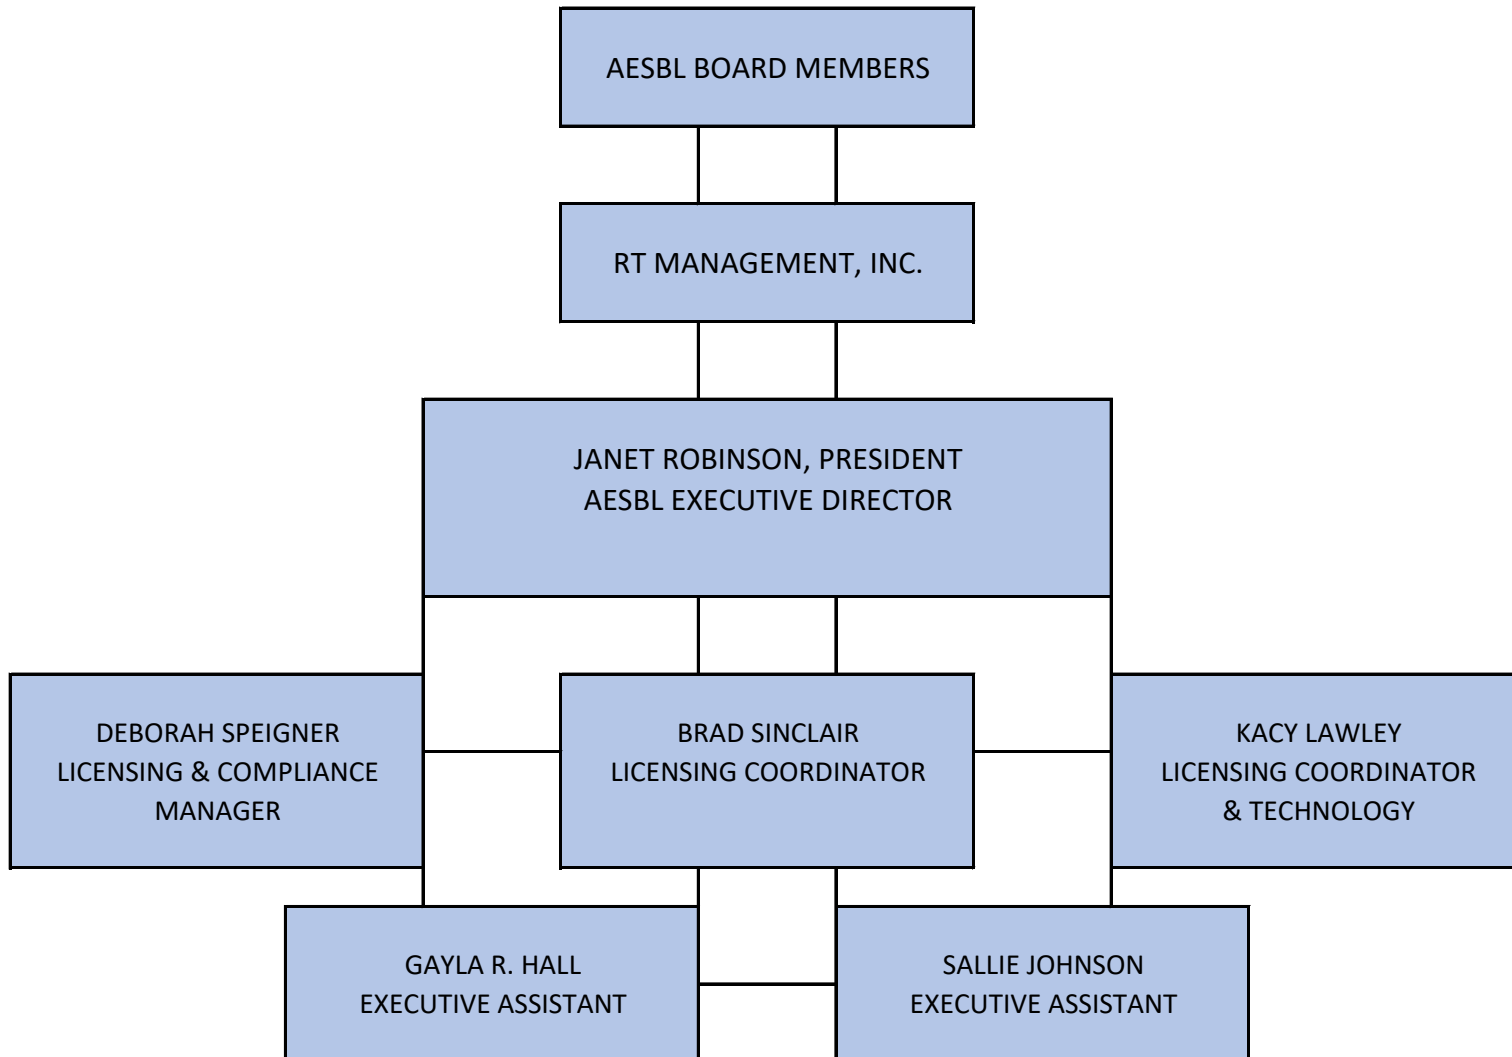 AESBL BOARD MEMBERS
RT MANAGEMENT, INC.
JANET ROBINSON, PRESIDENT
AESBL EXECUTIVE DIRECTOR
DEBORAH SPEIGNER
LICENSING & COMPLIANCE
MANAGER
BRAD SINCLAIR
LICENSING COORDINATOR
KACY LAWLEY
LICENSING COORDINATOR
& TECHNOLOGY
GAYLA R. HALL
EXECUTIVE ASSISTANT
SALLIE JOHNSON
EXECUTIVE ASSISTANT